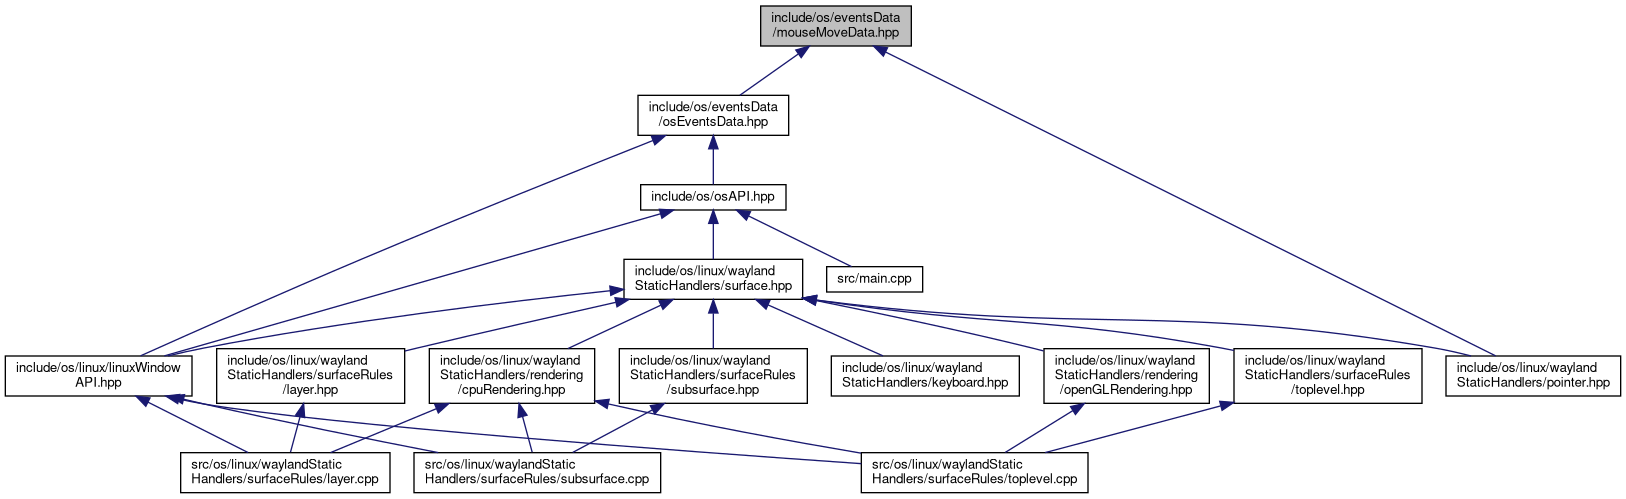 include/os/eventsData
/mouseMoveData.hpp
include/os/eventsData
/osEventsData.hpp
include/os/osAPI.hpp
include/os/linux/wayland
StaticHandlers/surface.hpp
src/main.cpp
include/os/linux/linuxWindow
API.hpp
include/os/linux/wayland
StaticHandlers/surfaceRules
/layer.hpp
include/os/linux/wayland
StaticHandlers/rendering
/cpuRendering.hpp
include/os/linux/wayland
StaticHandlers/surfaceRules
/subsurface.hpp
include/os/linux/wayland
StaticHandlers/keyboard.hpp
include/os/linux/wayland
StaticHandlers/rendering
/openGLRendering.hpp
include/os/linux/wayland
StaticHandlers/surfaceRules
/toplevel.hpp
include/os/linux/wayland
StaticHandlers/pointer.hpp
src/os/linux/waylandStatic
Handlers/surfaceRules/layer.cpp
src/os/linux/waylandStatic
Handlers/surfaceRules/subsurface.cpp
src/os/linux/waylandStatic
Handlers/surfaceRules/toplevel.cpp